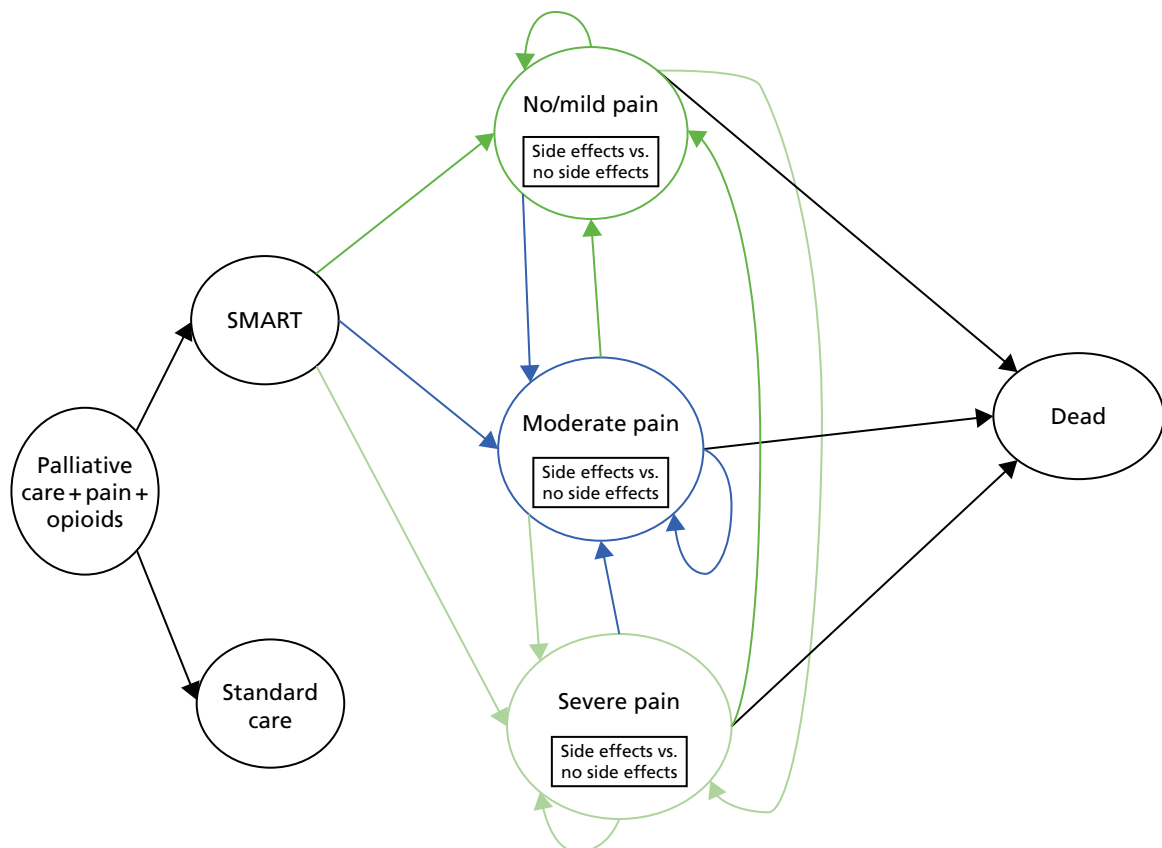 No/mild pain
Side effects vs.
no side effects
SMART
Moderate pain
Side effects vs.
no side effects
Dead
Palliative
care + pain +
opioids
Standard
care
Severe pain
Side effects vs.
no side effects